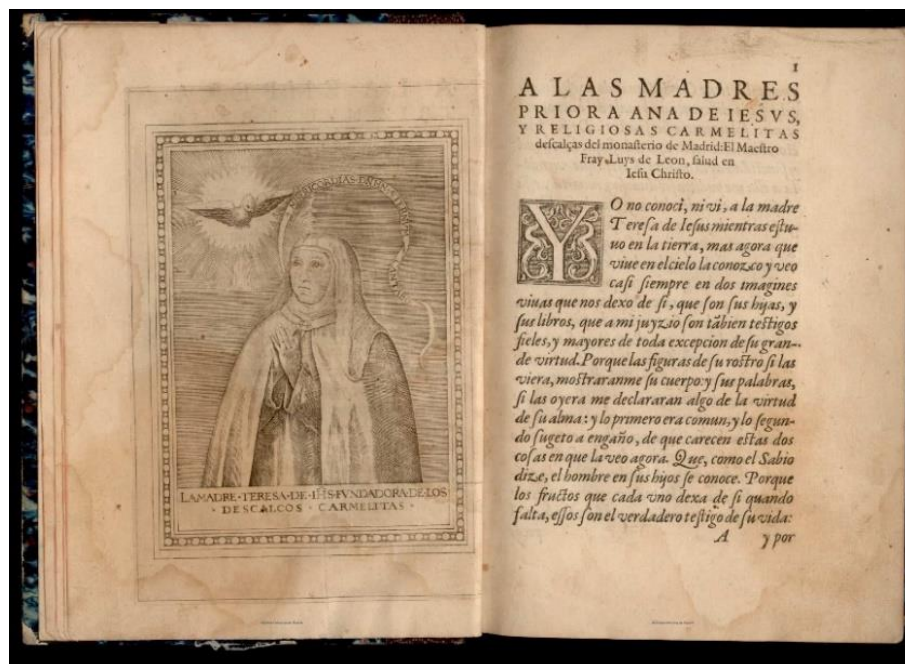 MISERICORDIAS DOMINI
LA MADRE·TERESA·DE·IHS·FVNDADORA·DE·LOS
·DESCALCOS·CARMELITAS·
1
A LAS MADRES
PRIORA ANA DE IESVS,
Y RELIGIOSAS CARMELITAS
descalças del monasterio de Madrid: El Maestro
Fray Luys de Leon, salud en
Iesu Christo.
YO no conoci, ni vi, a la madre
Teresa de Iesus mientras estu-
uo en la tierra, mas agora que
viue en el cielo la conozco y veo
casi siempre en dos imagines
viuas que nos dexo de si, que son sus hijas, y
sus libros, que a mi juyzio son tãbien testigos
fieles, y mayores de toda excepcion de su gran-
de virtud. Porque las figuras de su rostro si las
viera, mostraranme su cuerpo: y sus palabras,
si las oyera me declararan algo de la virtud
de su alma: y lo primero era comun, y lo segun-
do sugeto a engaño, de que carecen estas dos
cosas en que la veo agora. Que, como el Sabio
dize, el hombre en sus hijos se conoce. Porque
los fructos que cada vno dexa de si quando
falta, essos son el verdadero testigo de su vida:
A y por